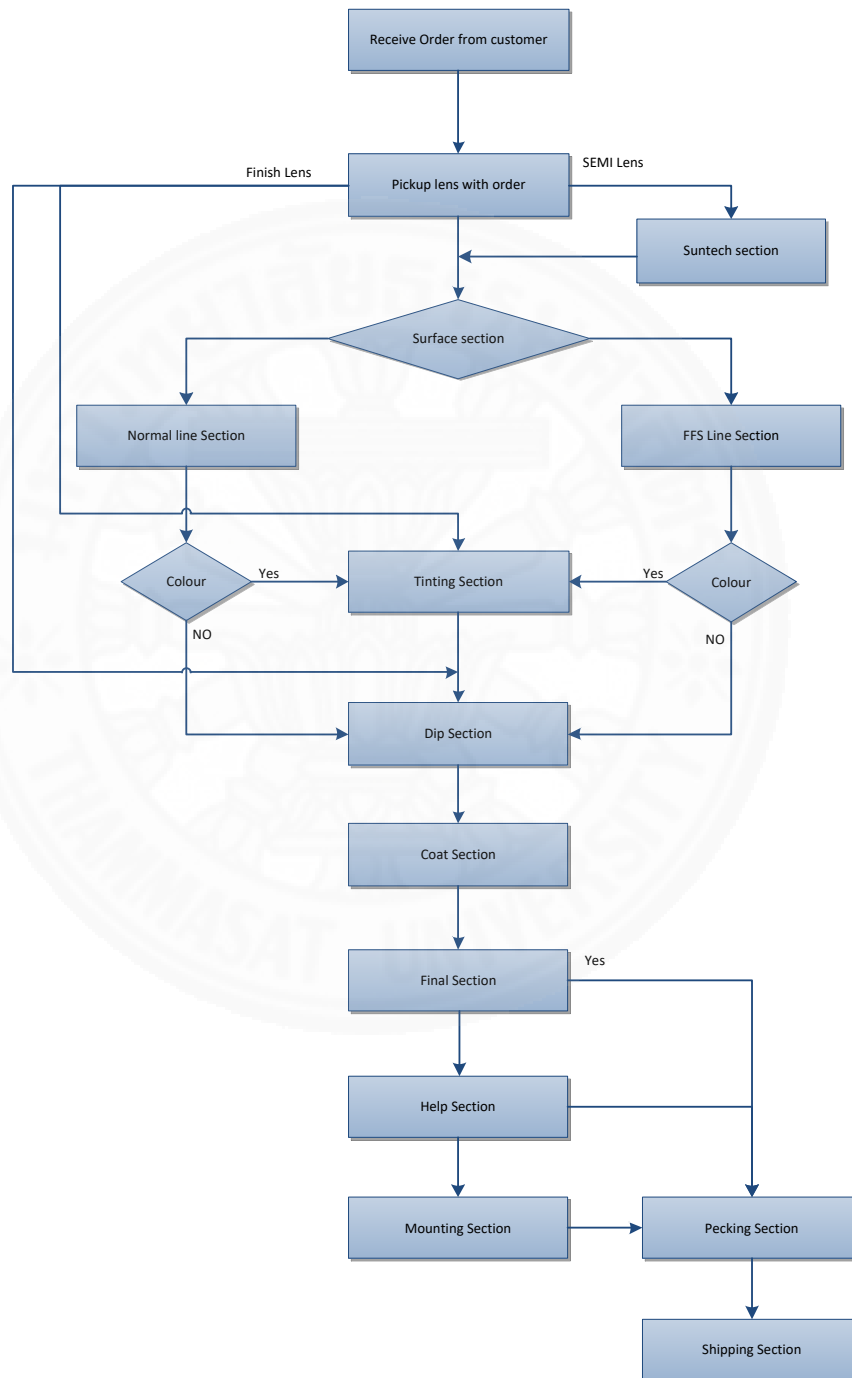 Receive Order from customer
Finish Lens
SEMI Lens
Pickup lens with order
Suntech section
Surface section
Normal line Section
FFS Line Section
Colour
Yes
Tinting Section
Yes
Colour
NO
NO
Dip Section
Coat Section
Final Section
Yes
Help Section
Mounting Section
Pecking Section
Shipping Section
THAMMASAT UNIVERSITY